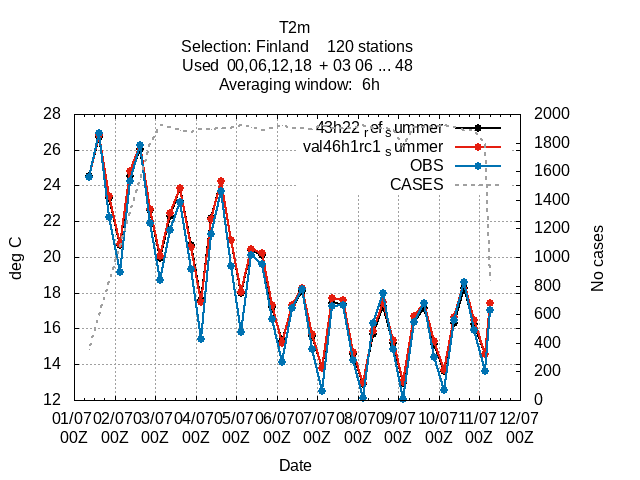 T2m
Selection: Finland 120 stations
Used 00,06,12,18 + 03 06 ... 48
Averaging window: 6h
28
26
24
22
20
18
16
14
12
2000
1800
1600
1400
1200
1000
800
600
400
200
0
deg C
No cases
43h22_ref_summer
val46h1rc1_summer
OBS
CASES
01/07 02/07 03/07 04/07 05/07 06/07 07/07 08/07 09/07 10/07 11/07 12/07
00Z 00Z 00Z 00Z 00Z 00Z 00Z 00Z 00Z 00Z 00Z 00Z
Date